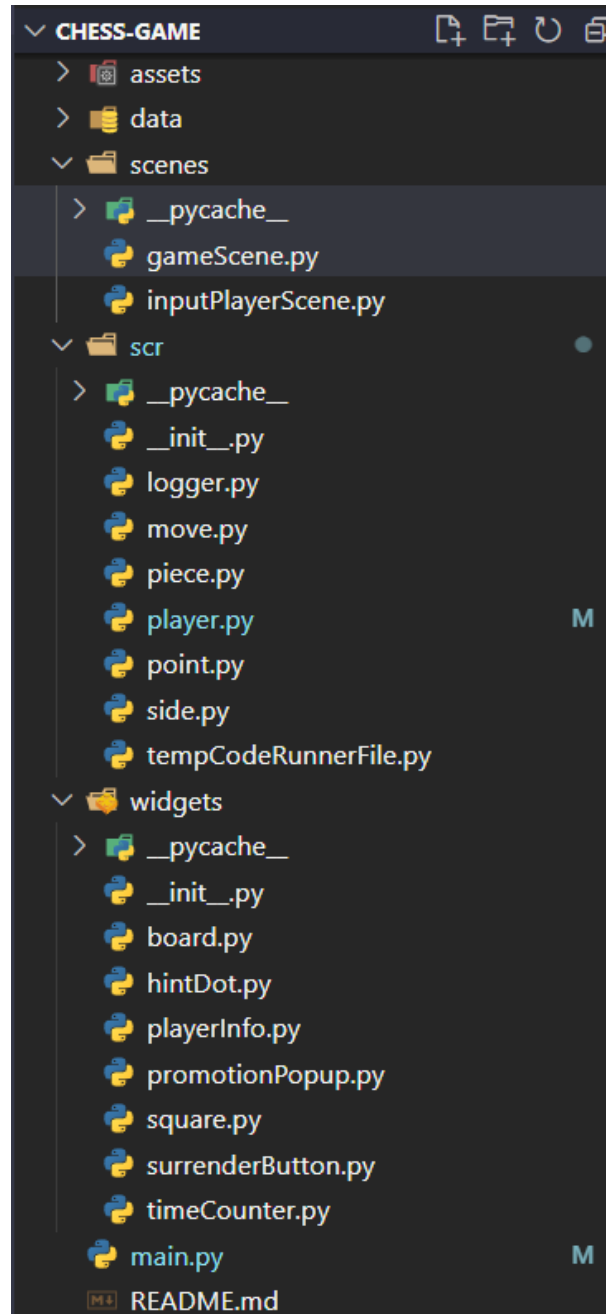 CHESS-GAME
assets
data
scenes
__pycache__
gameScene.py
inputPlayerScene.py
scr
__pycache__
__init__.py
logger.py
move.py
piece.py
player.py M
point.py
side.py
tempCodeRunnerFile.py
widgets
__pycache__
__init__.py
board.py
hintDot.py
playerInfo.py
promotionPopup.py
square.py
surrenderButton.py
timeCounter.py
main.py M
README.md